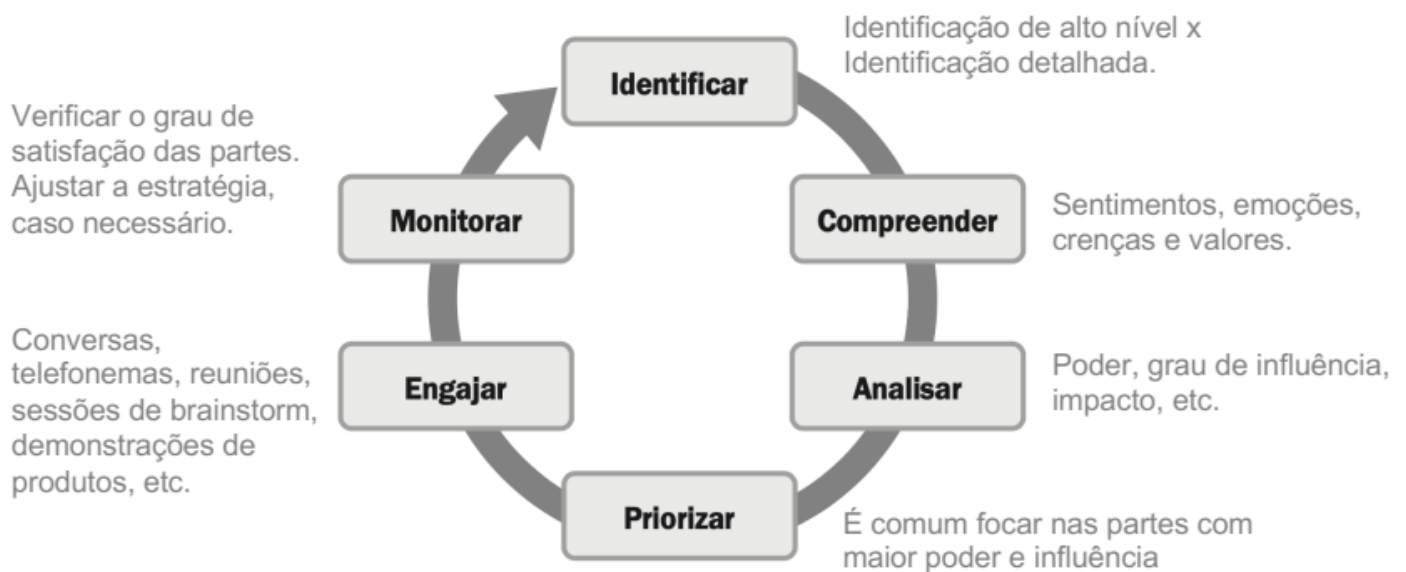 Identificar
Identificação de alto nível x
Identificação detalhada.
Compreender
Sentimentos, emoções,
crenças e valores.
Analisar
Poder, grau de influência,
impacto, etc.
Priorizar
É comum focar nas partes com
maior poder e influência
Engajar
Conversas,
telefonemas, reuniões,
sessões de brainstorm,
demonstrações de
produtos, etc.
Monitorar
Verificar o grau de
satisfação das partes.
Ajustar a estratégia,
caso necessário.